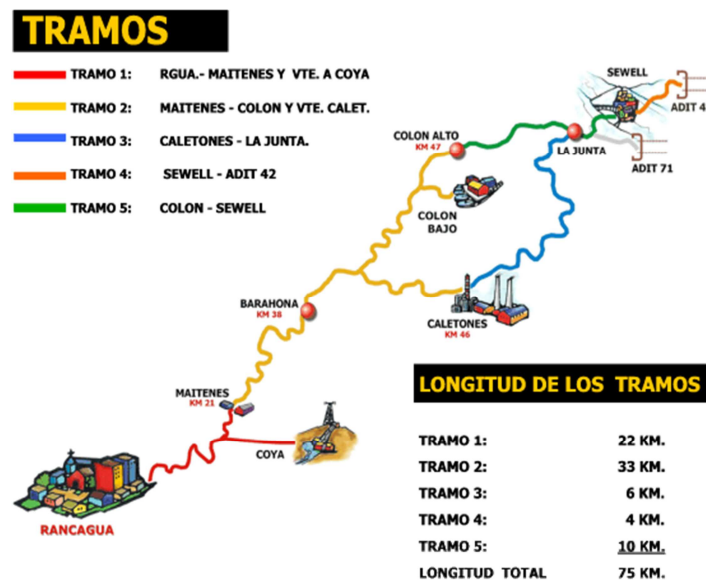 TRAMOS
TRAMO 1: RGUA.- MAITENES Y VTE. A COYA
TRAMO 2: MAITENES - COLON Y VTE. CALET.
TRAMO 3: CALETONES - LA JUNTA.
TRAMO 4: SEWELL - ADIT 42
TRAMO 5: COLON - SEWELL
SEWELL
ADIT 4
COLON ALTO
KM 47
LA JUNTA
ADIT 71
COLON
BAJO
BARAHONA
KM 38
CALETONES
KM 46
MAITENES
KM 21
COYA
RANCAGUA
LONGITUD DE LOS TRAMOS
TRAMO 1: 22 KM.
TRAMO 2: 33 KM.
TRAMO 3: 6 KM.
TRAMO 4: 4 KM.
TRAMO 5: 10 KM.
LONGITUD TOTAL 75 KM.